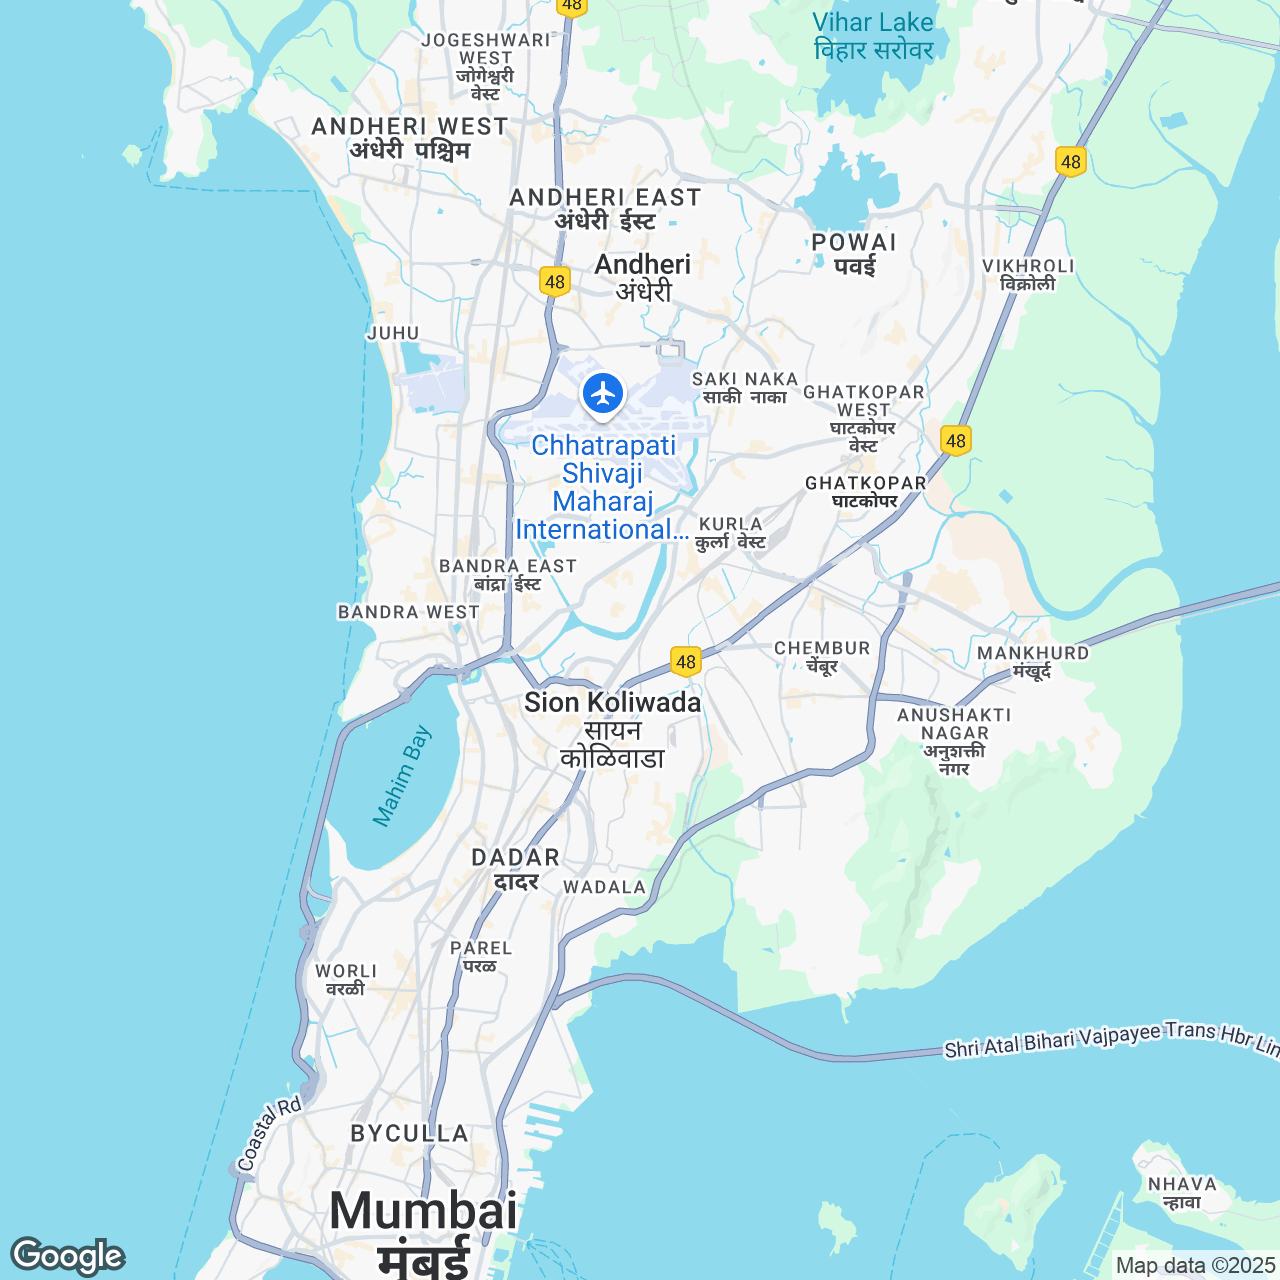 48
Vihar Lake
विहार सरोवर
JOGESHWARI
WEST
जोगेश्वरी
वेस्ट
ANDHERI WEST
अंधेरी पश्चिम
48
ANDHERI EAST
अंधेरी ईस्ट
POWAI
पवई
Andheri
अंधेरी
VIKHROLI
विक्रोली
48
JUHU
SAKI NAKA
साकी नाका
GHATKOPAR
WEST
घाटकोपर
वेस्ट
48
Chhatrapati
Shivaji
Maharaj
International...
GHATKOPAR
घाटकोपर
KURLA
कुर्ला वेस्ट
BANDRA EAST
बांद्रा ईस्ट
BANDRA WEST
48
CHEMBUR
चेंबूर
MANKHURD
मंखूर्द
Sion Koliwada
सायन
कोळिवाडा
ANUSHAKTI
NAGAR
अनुशक्ती
नगर
Mahim Bay
DADAR
दादर
WADALA
PAREL
परळ
WORLI
वरळी
Shri Atal Bihari Vajpayee Trans Hbr Lin
Coastal Rd
BYCULLA
NHAVA
न्हावा
Mumbai
मुंबई
Google
Map data ©2025